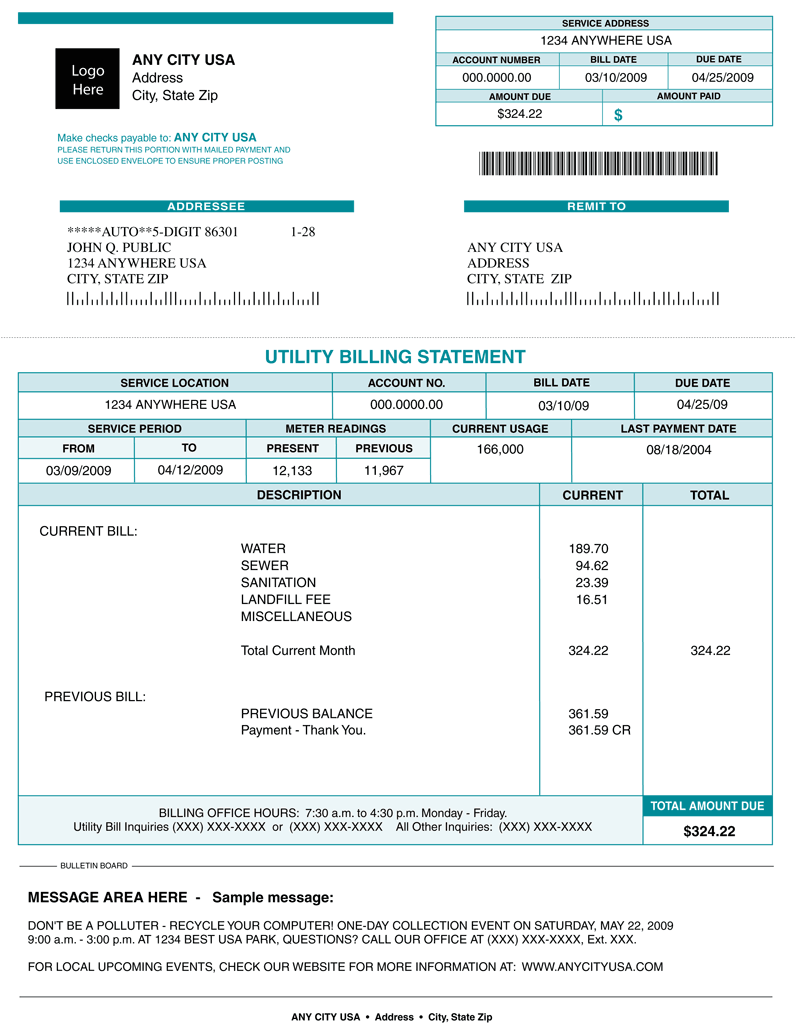 SERVICE ADDRESS
1234 ANYWHERE USA
ACCOUNT NUMBER BILL DATE DUE DATE
000.0000.00 03/10/2009 04/25/2009
AMOUNT DUE AMOUNT PAID
$324.22 $
Logo
Here
ANY CITY USA
Address
City, State Zip
Make checks payable to: ANY CITY USA
PLEASE RETURN THIS PORTION WITH MAILED PAYMENT AND
USE ENCLOSED ENVELOPE TO ENSURE PROPER POSTING
ADDRESSEE
*****AUTO**5-DIGIT 86301 1-28
JOHN Q. PUBLIC
1234 ANYWHERE USA
CITY, STATE ZIP
REMIT TO
ANY CITY USA
ADDRESS
CITY, STATE ZIP
UTILITY BILLING STATEMENT
SERVICE LOCATION ACCOUNT NO. BILL DATE DUE DATE
1234 ANYWHERE USA 000.0000.00 03/10/09 04/25/09
SERVICE PERIOD METER READINGS CURRENT USAGE LAST PAYMENT DATE
FROM TO PRESENT PREVIOUS 166,000 08/18/2004
03/09/2009 04/12/2009 12,133 11,967
DESCRIPTION CURRENT TOTAL
CURRENT BILL:
WATER 189.70
SEWER 94.62
SANITATION 23.39
LANDFILL FEE 16.51
MISCELLANEOUS
Total Current Month 324.22 324.22
PREVIOUS BILL:
PREVIOUS BALANCE 361.59
Payment - Thank You. 361.59 CR
BILLING OFFICE HOURS: 7:30 a.m. to 4:30 p.m. Monday - Friday.
Utility Bill Inquiries (XXX) XXX-XXXX or (XXX) XXX-XXXX All Other Inquiries: (XXX) XXX-XXXX
TOTAL AMOUNT DUE
$324.22
BULLETIN BOARD
MESSAGE AREA HERE - Sample message:
DON'T BE A POLLUTER - RECYCLE YOUR COMPUTER! ONE-DAY COLLECTION EVENT ON SATURDAY, MAY 22, 2009
9:00 a.m. - 3:00 p.m. AT 1234 BEST USA PARK, QUESTIONS? CALL OUR OFFICE AT (XXX) XXX-XXXX, Ext. XXX.
FOR LOCAL UPCOMING EVENTS, CHECK OUR WEBSITE FOR MORE INFORMATION AT: WWW.ANYCITYUSA.COM
ANY CITY USA • Address • City, State Zip